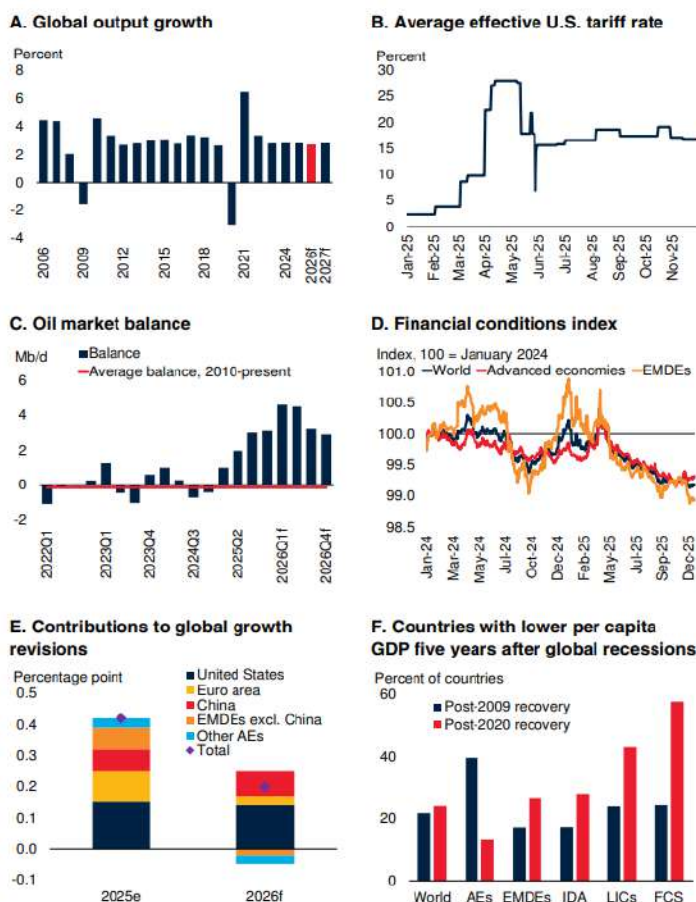 A. Global output growth
Percent
8
6
4
2
0
-2
-4
2006
2009
2012
2015
2018
2021
2024
2026f
2027f
B. Average effective U.S. tariff rate
Percent
30
25
20
15
10
5
0
Jan-25
Feb-25
Mar-25
Apr-25
May-25
Jun-25
Jul-25
Aug-25
Sep-25
Oct-25
Nov-25
C. Oil market balance
Mb/d
Balance
Average balance, 2010-present
6
4
2
0
-2
2022Q1
2023Q1
2023Q4
2024Q3
2025Q2
2026Q1f
2026Q4f
D. Financial conditions index
Index, 100 = January 2024
World
Advanced economies
EMDEs
101.0
100.5
100.0
99.5
99.0
98.5
Jan-24
Mar-24
May-24
Jul-24
Oct-24
Dec-24
Feb-25
May-25
Jul-25
Sep-25
Dec-25
E. Contributions to global growth
revisions
Percentage point
0.5
0.4
0.3
0.2
0.1
0.0
-0.1
United States
Euro area
China
EMDEs excl. China
Other AEs
Total
2025e
2026f
F. Countries with lower per capita
GDP five years after global recessions
Percent of countries
60
40
20
0
Post-2009 recovery
Post-2020 recovery
World
AEs
EMDEs
IDA
LICs
FCS